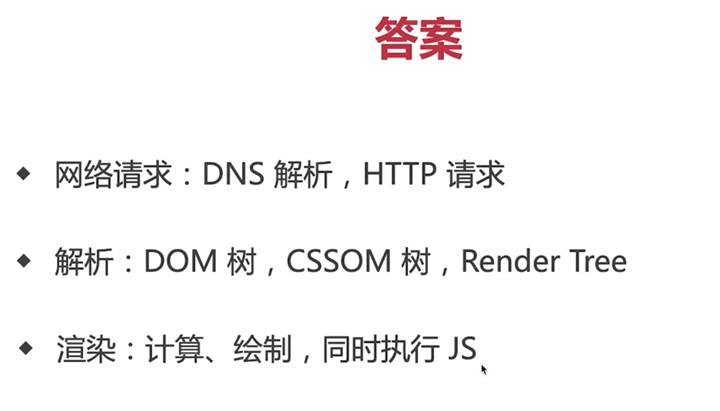 答案
网络请求：DNS 解析，HTTP 请求
解析：DOM 树，CSSOM 树，Render Tree
渲染：计算、绘制，同时执行 JS